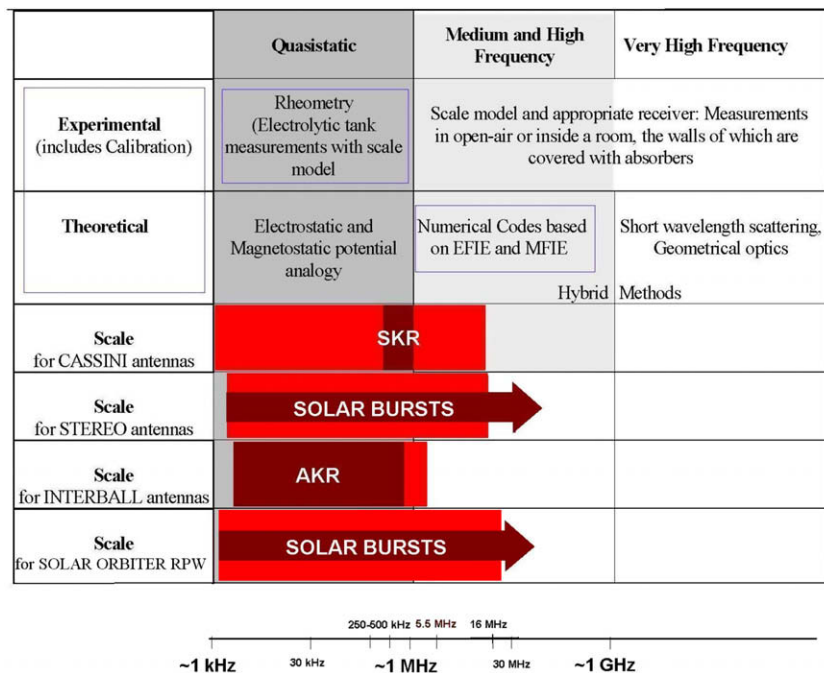 Quasistatic
Medium and High
Frequency
Very High Frequency
Experimental
(includes Calibration)
Rheometry
(Electrolytic tank
measurements with scale
model
Scale model and appropriate receiver: Measurements
in open-air or inside a room, the walls of which are
covered with absorbers
Theoretical
Electrostatic and
Magnetostatic potential
analogy
Numerical Codes based
on EFIE and MFIE
Short wavelength scattering,
Geometrical optics
Hybrid Methods
Scale
for CASSINI antennas
SKR
Scale
for STEREO antennas
SOLAR BURSTS
Scale
for INTERBALL antennas
AKR
Scale
for SOLAR ORBITER RPW
SOLAR BURSTS
250-500 kHz 5.5 MHz 16 MHz
~1 kHz 30 kHz ~1 MHz 30 MHz ~1 GHz